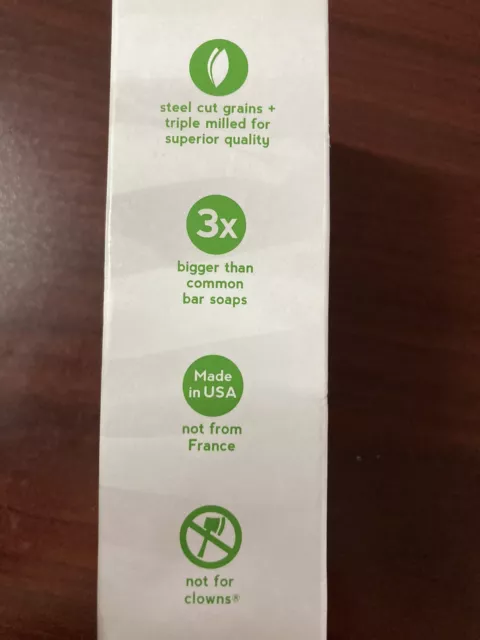 steel cut grains +
triple milled for
superior quality
3x
bigger than
common
bar soaps
Made
in USA
not from
France
not for
clowns®